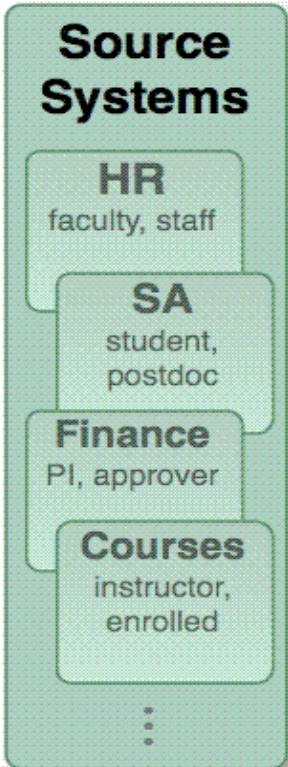 Source
Systems
HR
faculty, staff
SA
student,
postdoc
Finance
PI, approver
Courses
instructor,
enrolled